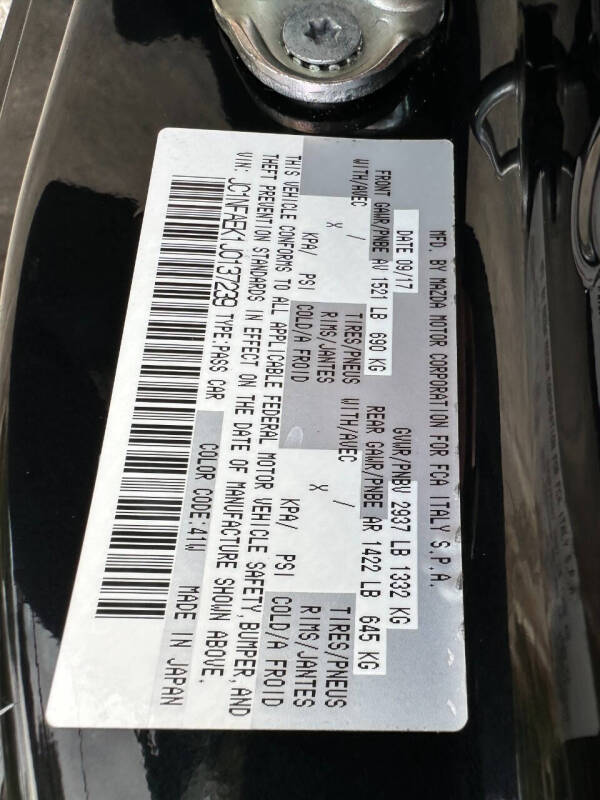 MFD. BY MAZDA MOTOR CORPORATION FOR FCA ITALY S.P.A.
DATE 09/17 GVWR/PNBV 2937 LB 1332 KG
FRONT GAWR/PNBE AV 1521 LB 690 KG REAR GAWR/PNBE AR 1422 LB 645 KG
WITH/AVEC / TIRES/PNEUS WITH/AVEC / TIRES/PNEUS
X RIMS/JANTES X RIMS/JANTES
KPA/ PSI COLD/A FROID KPA/ PSI COLD/A FROID
THIS VEHICLE CONFORMS TO ALL APPLICABLE FEDERAL MOTOR VEHICLE SAFETY, BUMPER, AND
THEFT PREVENTION STANDARDS IN EFFECT ON THE DATE OF MANUFACTURE SHOWN ABOVE.
VIN: JC1NFAEK1J0137239 TYPE:PASS CAR COLOR CODE:41W MADE IN JAPAN